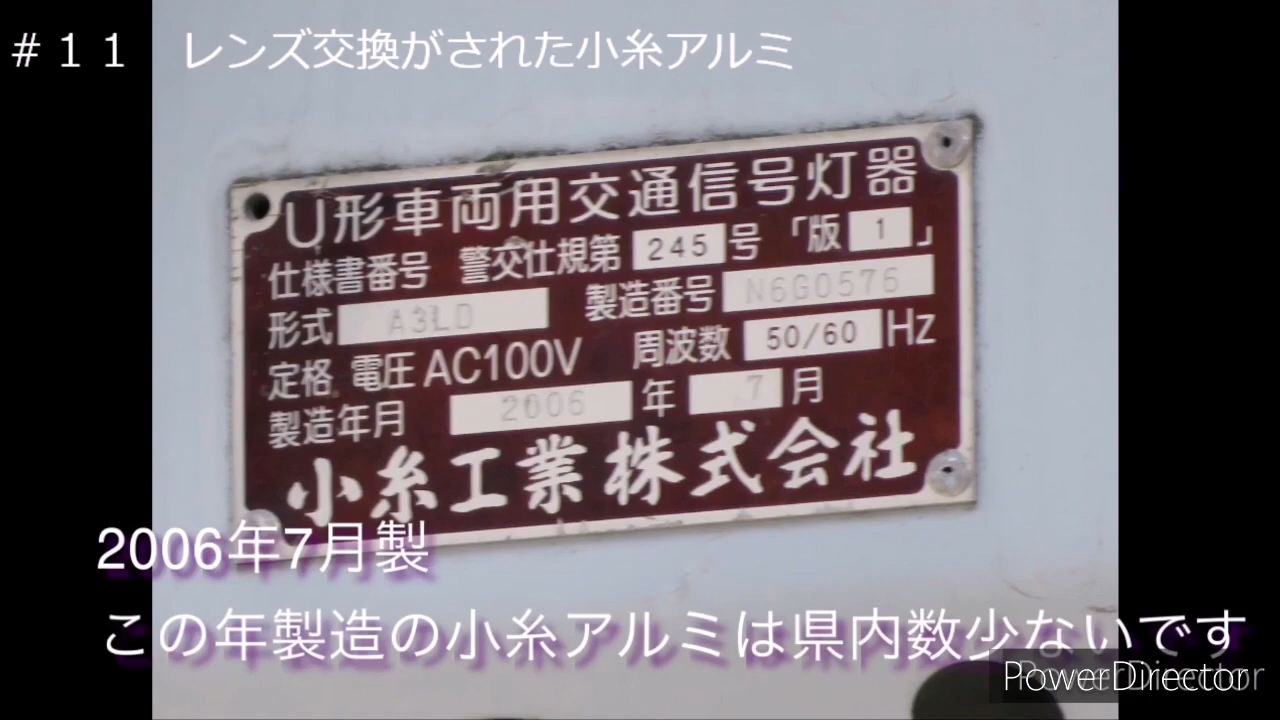 ＃１１　レンズ交換がされた小糸アルミ
U形車両用交通信号灯器
仕様書番号　警交仕規第 245 号 「版 1 」
形式 A3LD 製造番号 N6G0576
定格 電圧 AC100V 周波数 50/60 Hz
製造年月 2006 年 7 月
小糸工業株式会社
2006年7月製
この年製造の小糸アルミは県内数少ないです
PowerDirector